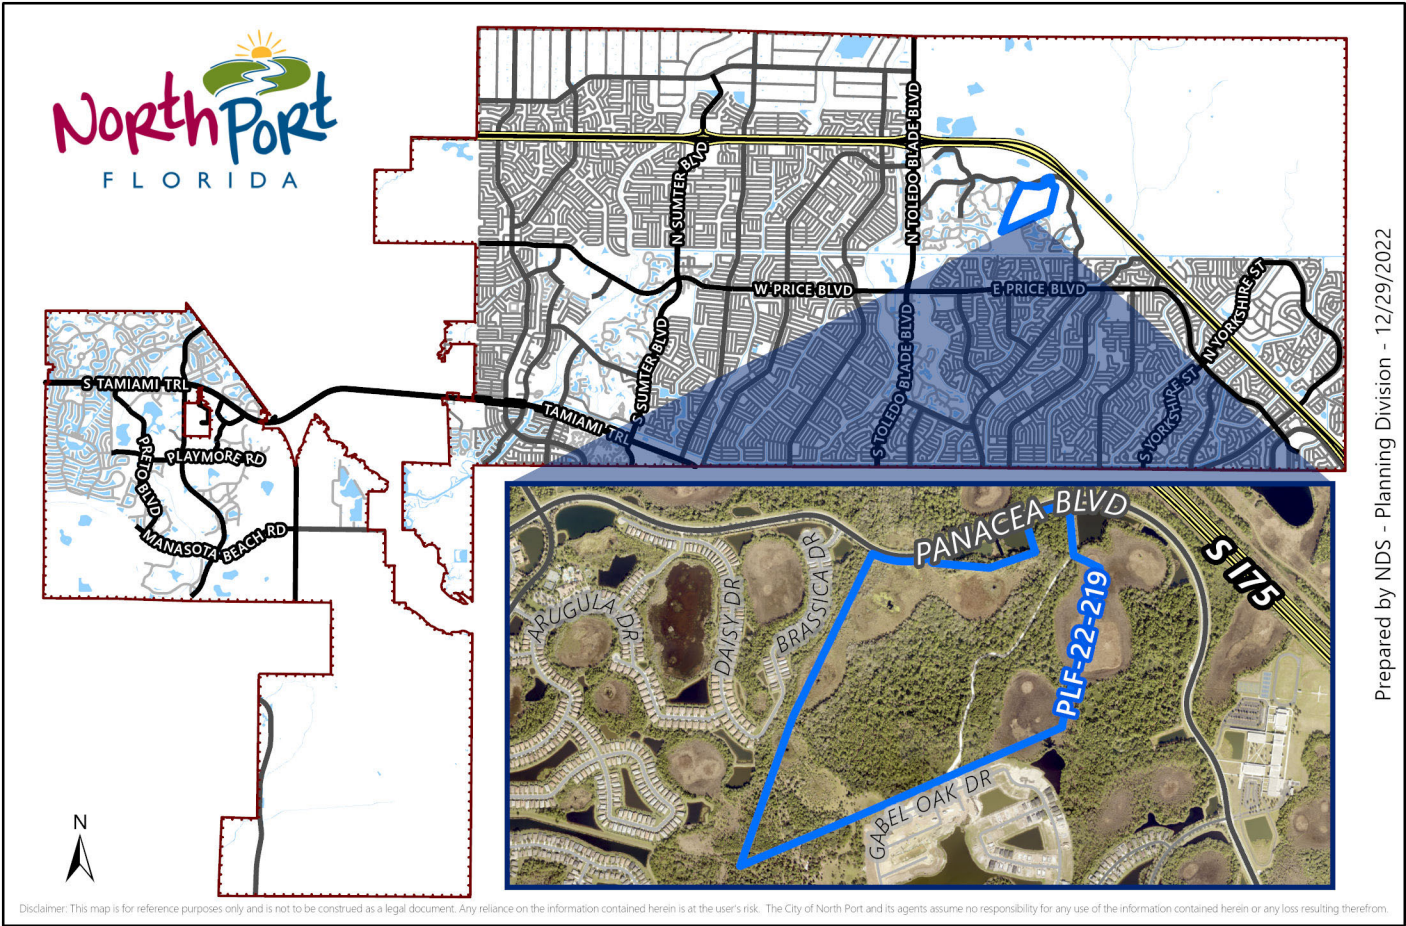 North Port
FLORIDA
N SUMTER BLVD
N TOLEDO BLADE BLVD
W PRICE BLVD
E PRICE BLVD
N YORKSHIRE ST
S SUMTER BLVD
S TOLEDO BLADE BLVD
S YORKSHIRE ST
S TAMIAMI TRL
TAMIAMI TRL
PRETO BLVD
PLAYMORE RD
MANASOTA BEACH RD
PANACEA BLVD
S I75
ARUGULA DR
DAISY DR
BRASSICA DR
PLF-22-219
GABEL OAK DR
N
Prepared by NDS - Planning Division - 12/29/2022
Disclaimer: This map is for reference purposes only and is not to be construed as a legal document. Any reliance on the information contained herein is at the user's risk. The City of North Port and its agents assume no responsibility for any use of the information contained herein or any loss resulting therefrom.